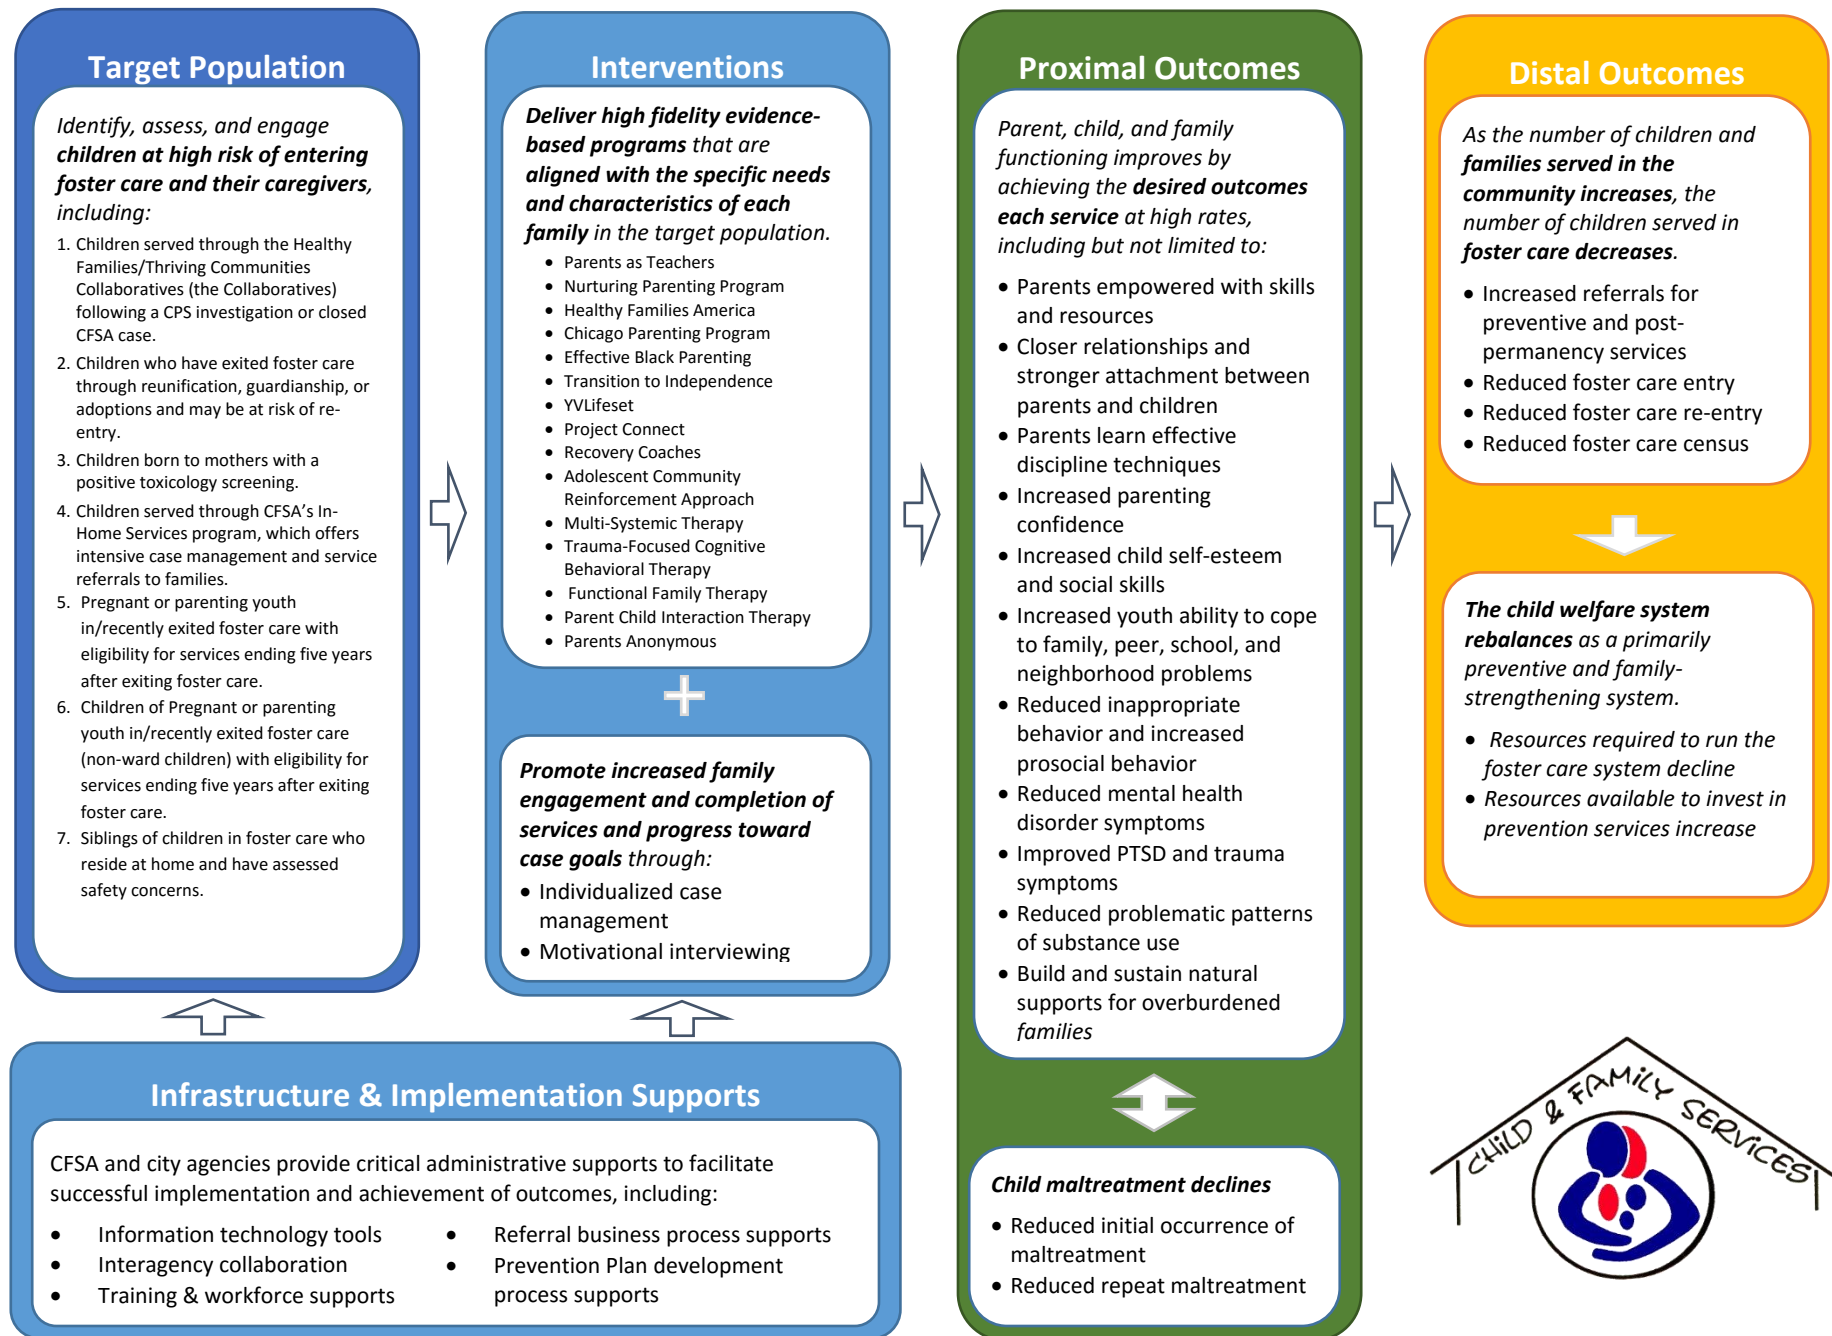 Target Population
Identify, assess, and engage
children at high risk of entering
foster care and their caregivers,
including:
1. Children served through the Healthy
Families/Thriving Communities
Collaboratives (the Collaboratives)
following a CPS investigation or closed
CFSA case.
2. Children who have exited foster care
through reunification, guardianship, or
adoptions and may be at risk of re-
entry.
3. Children born to mothers with a
positive toxicology screening.
4. Children served through CFSA's In-
Home Services program, which offers
intensive case management and service
referrals to families.
5. Pregnant or parenting youth
in/recently exited foster care with
eligibility for services ending five years
after exiting foster care.
6. Children of Pregnant or parenting
youth in/recently exited foster care
(non-ward children) with eligibility for
services ending five years after exiting
foster care.
7. Siblings of children in foster care who
reside at home and have assessed
safety concerns.
Interventions
Deliver high fidelity evidence-
based programs that are
aligned with the specific needs
and characteristics of each
family in the target population.
• Parents as Teachers
• Nurturing Parenting Program
• Healthy Families America
• Chicago Parenting Program
• Effective Black Parenting
• Transition to Independence
• YVLifeset
• Project Connect
• Recovery Coaches
• Adolescent Community
Reinforcement Approach
• Multi-Systemic Therapy
• Trauma-Focused Cognitive
Behavioral Therapy
• Functional Family Therapy
• Parent Child Interaction Therapy
• Parents Anonymous
Promote increased family
engagement and completion of
services and progress toward
case goals through:
• Individualized case
management
• Motivational interviewing
Proximal Outcomes
Parent, child, and family
functioning improves by
achieving the desired outcomes
each service at high rates,
including but not limited to:
• Parents empowered with skills
and resources
• Closer relationships and
stronger attachment between
parents and children
• Parents learn effective
discipline techniques
• Increased parenting
confidence
• Increased child self-esteem
and social skills
• Increased youth ability to cope
to family, peer, school, and
neighborhood problems
• Reduced inappropriate
behavior and increased
prosocial behavior
• Reduced mental health
disorder symptoms
• Improved PTSD and trauma
symptoms
• Reduced problematic patterns
of substance use
• Build and sustain natural
supports for overburdened
families
Child maltreatment declines
• Reduced initial occurrence of
maltreatment
• Reduced repeat maltreatment
Distal Outcomes
As the number of children and
families served in the
community increases, the
number of children served in
foster care decreases.
• Increased referrals for
preventive and post-
permanency services
• Reduced foster care entry
• Reduced foster care re-entry
• Reduced foster care census
The child welfare system
rebalances as a primarily
preventive and family-
strengthening system.
• Resources required to run the
foster care system decline
• Resources available to invest in
prevention services increase
Infrastructure & Implementation Supports
CFSA and city agencies provide critical administrative supports to facilitate
successful implementation and achievement of outcomes, including:
• Information technology tools
• Interagency collaboration
• Training & workforce supports
• Referral business process supports
• Prevention Plan development
process supports
CHiLD & FAMiLY SERViCES